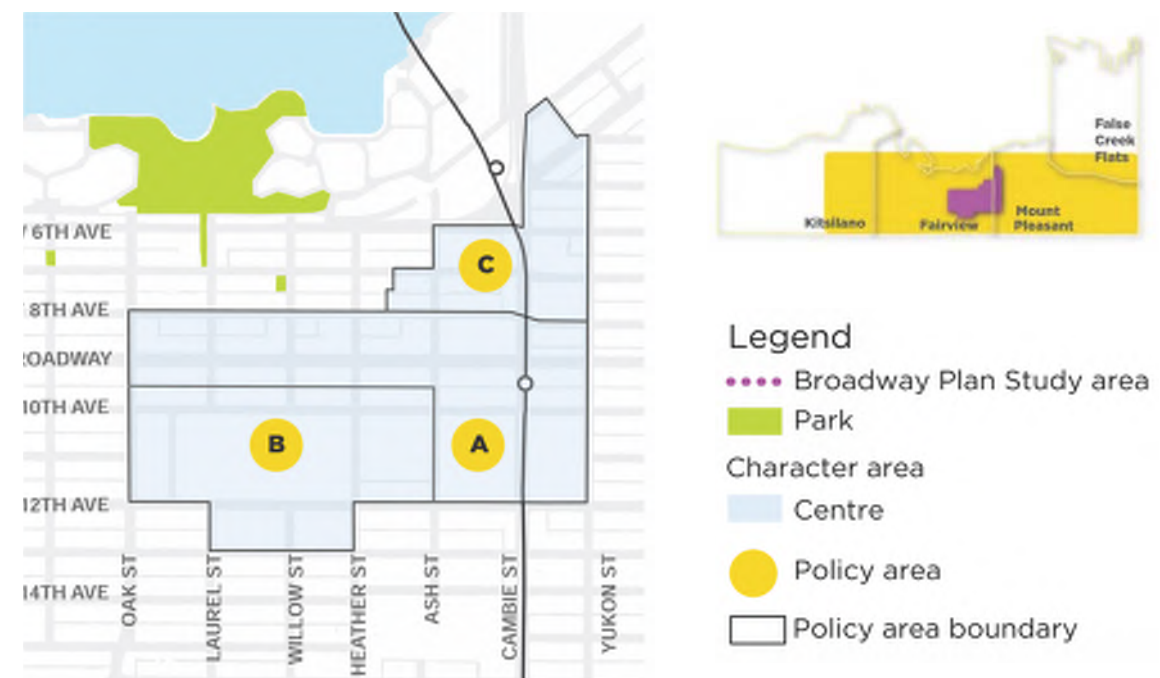 6TH AVE
8TH AVE
ROADWAY
10TH AVE
12TH AVE
14TH AVE
C
B
A
OAK ST
LAUREL ST
WILLOW ST
HEATHER ST
ASH ST
CAMBIE ST
YUKON ST
False
Creek
Flats
Kitsilano
Fairview
Mount
Pleasant
Legend
Broadway Plan Study area
Park
Character area
Centre
Policy area
Policy area boundary